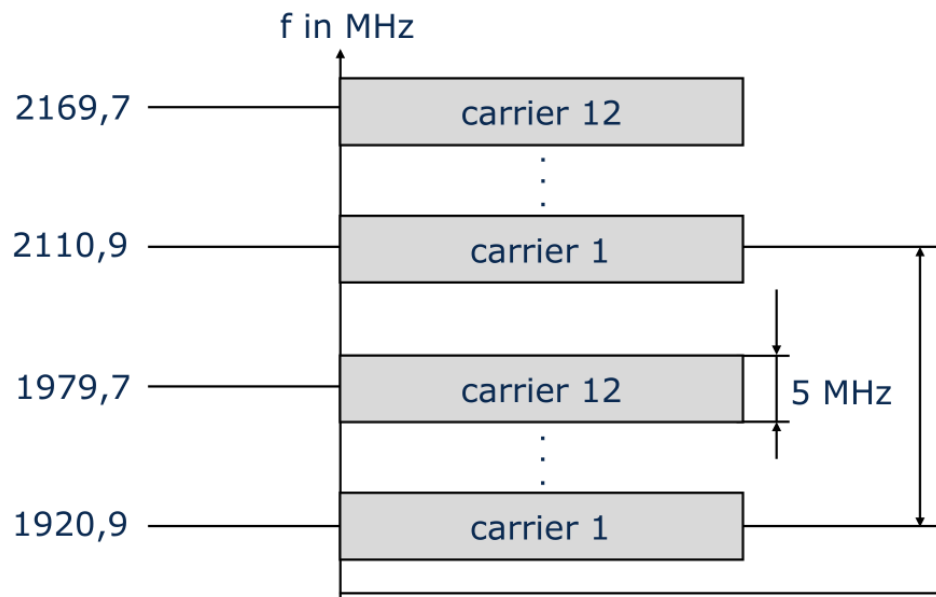 f in MHz
2169,7
carrier 12
2110,9
carrier 1
1979,7
carrier 12
5 MHz
1920,9
carrier 1